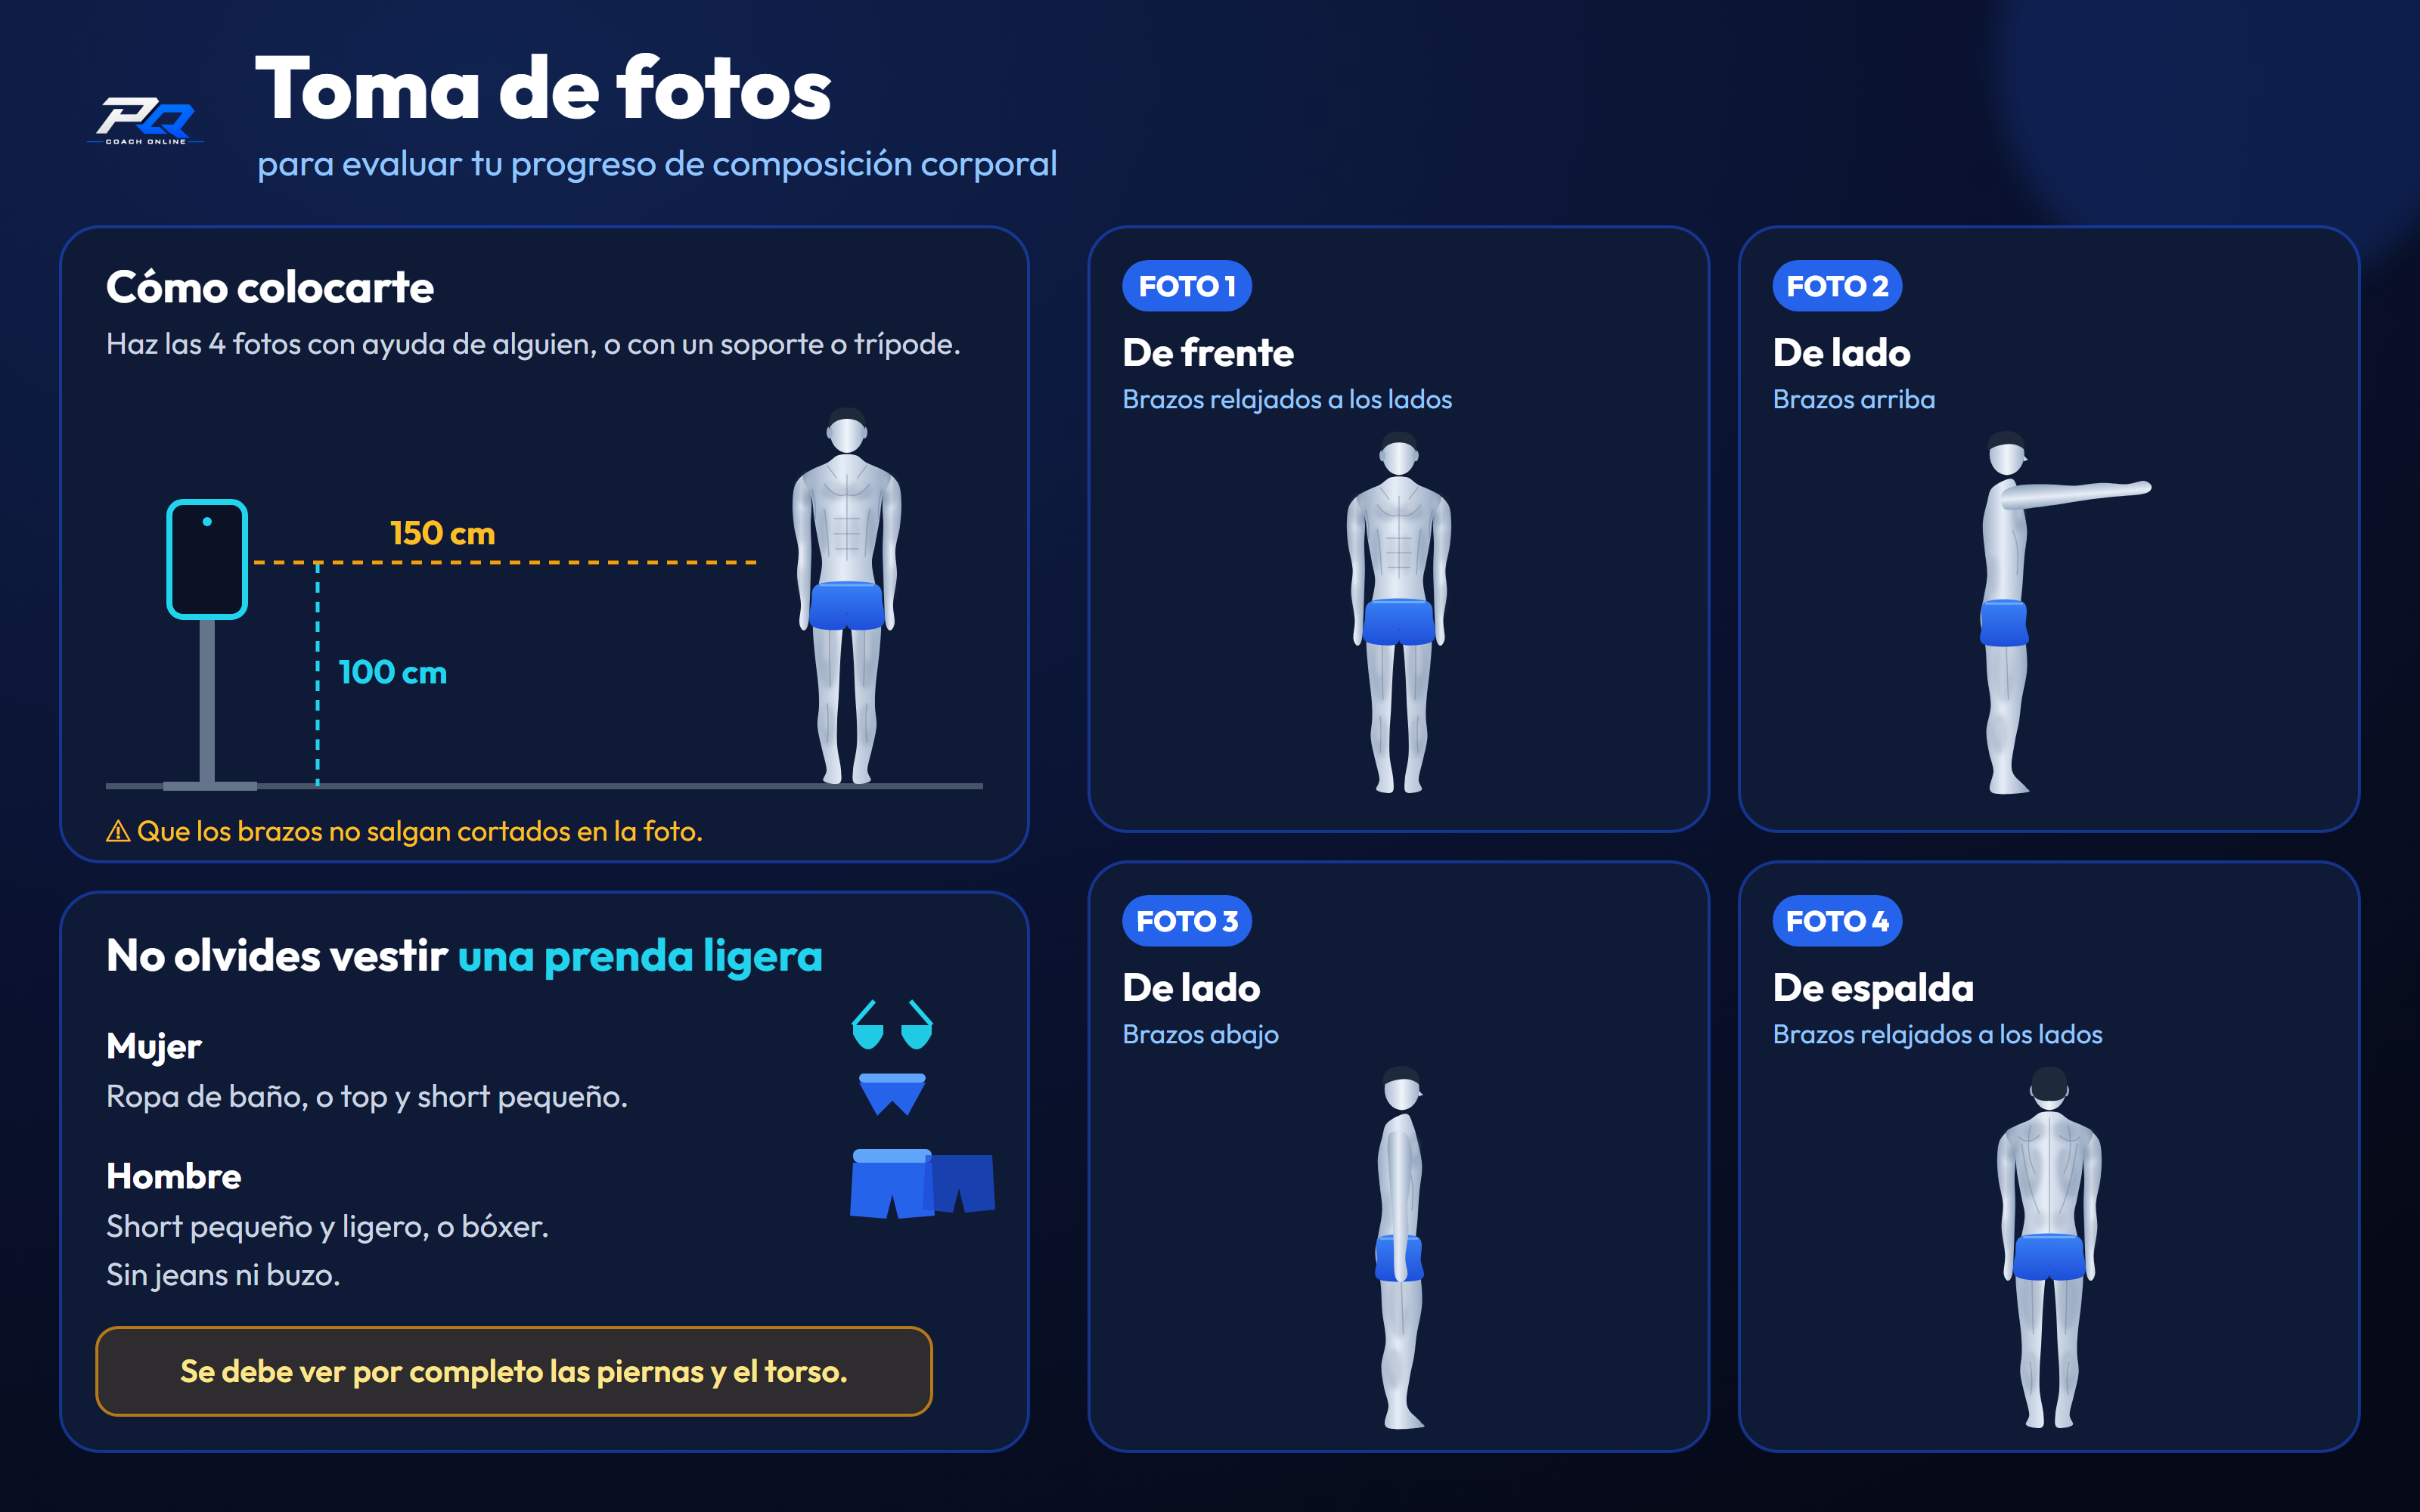 PQ
COACH ONLINE
Toma de fotos
para evaluar tu progreso de composición corporal
Cómo colocarte
Haz las 4 fotos con ayuda de alguien, o con un soporte o trípode.
150 cm
100 cm
⚠ Que los brazos no salgan cortados en la foto.
No olvides vestir una prenda ligera
Mujer
Ropa de baño, o top y short pequeño.
Hombre
Short pequeño y ligero, o bóxer.
Sin jeans ni buzo.
Se debe ver por completo las piernas y el torso.
FOTO 1
De frente
Brazos relajados a los lados
FOTO 2
De lado
Brazos arriba
FOTO 3
De lado
Brazos abajo
FOTO 4
De espalda
Brazos relajados a los lados